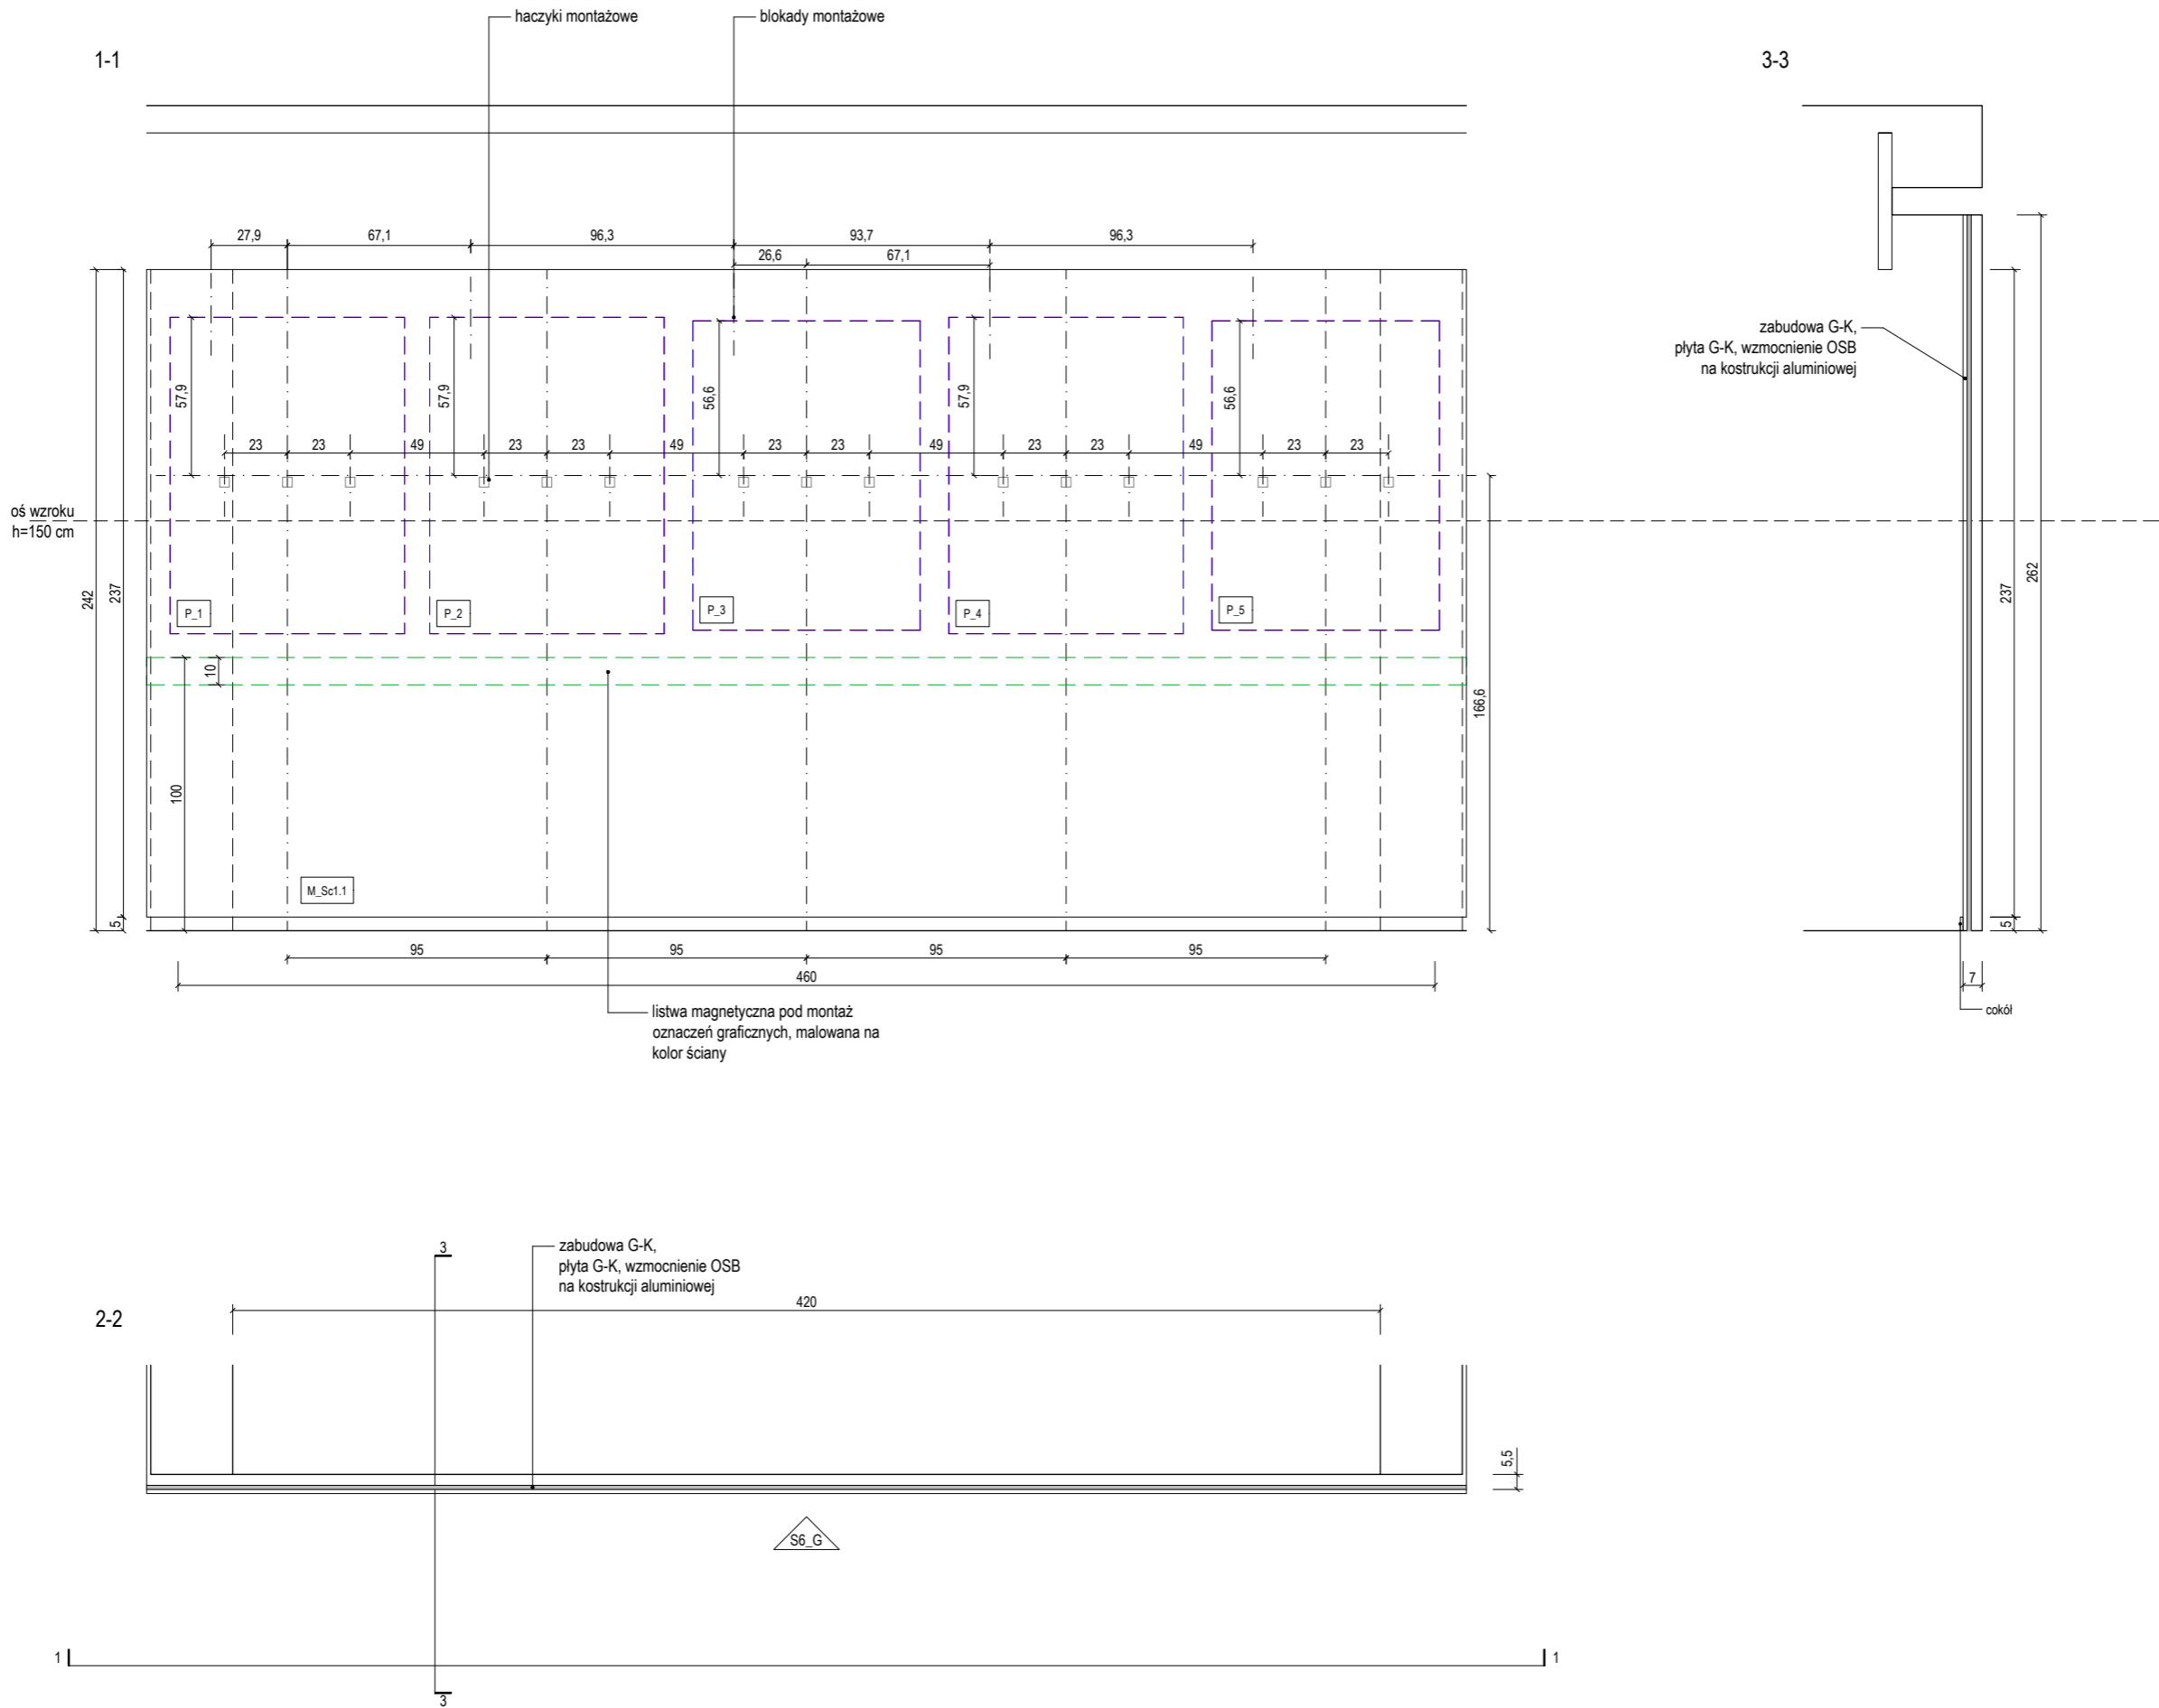 haczyki montażowe
blokady montażowe
1-1
3-3
27,9
67,1
96,3
93,7
96,3
26,6
67,1
zabudowa G-K,
płyta G-K, wzmocnienie OSB
na kostrukcji aluminiowej
57,9
57,9
56,6
57,9
56,6
23
23
49
23
23
49
23
23
49
23
23
49
23
23
oś wzroku
h=150 cm
242
237
5
P_1
P_2
P_3
P_4
P_5
10
100
166,6
237
262
5
M_Sc1.1
95
95
95
95
460
7
cokół
listwa magnetyczna pod montaż
oznaczeń graficznych, malowana na
kolor ściany
3
zabudowa G-K,
płyta G-K, wzmocnienie OSB
na kostrukcji aluminiowej
420
2-2
5,5
S6_G
1
1
3